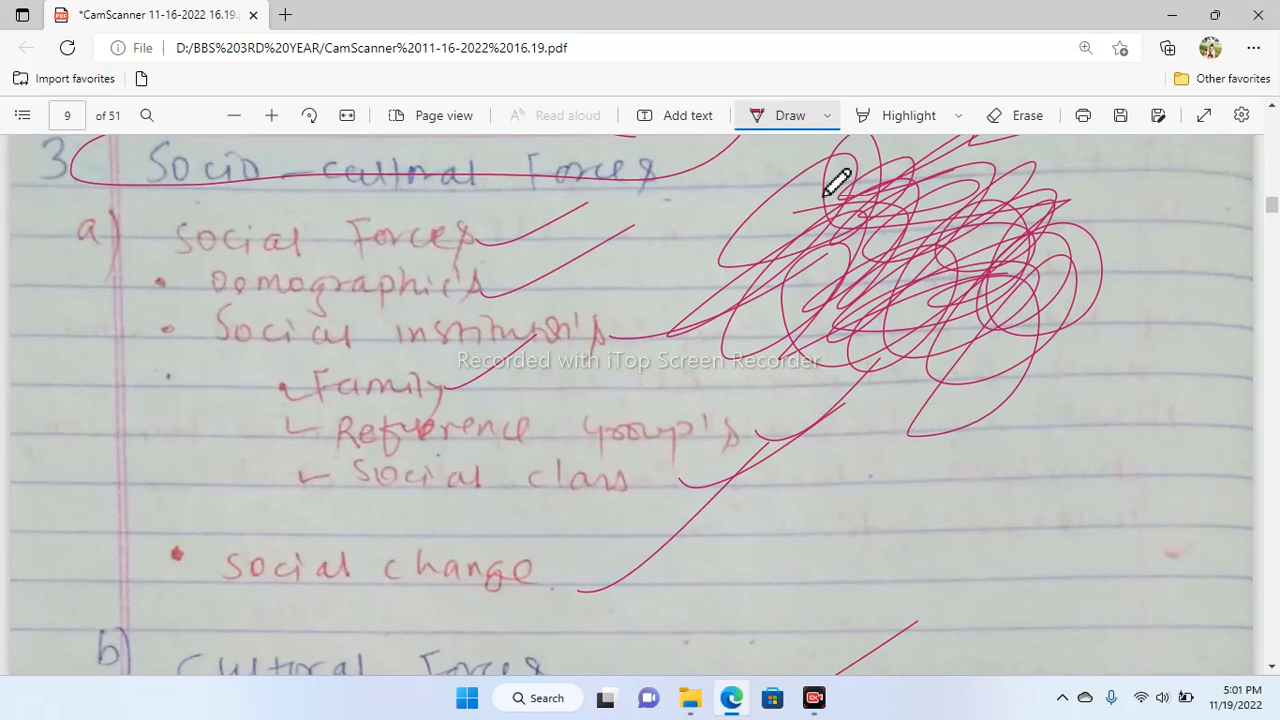 *CamScanner 11-16-2022 16.19.p
File D:/BBS%203RD%20YEAR/CamScanner%2011-16-2022%2016.19.pdf
Import favorites
Other favorites
9 of 51
Page view
Read aloud
Add text
Draw
Highlight
Erase
3 Socio-cultural Forces
a) Social Forces
• Demographic's
• Social
Recorded with iTop Screen Recorder
• Family
Reference Group's
Social class
• Social change
b) Cultural Forces
Search
5:01 PM
11/19/2022